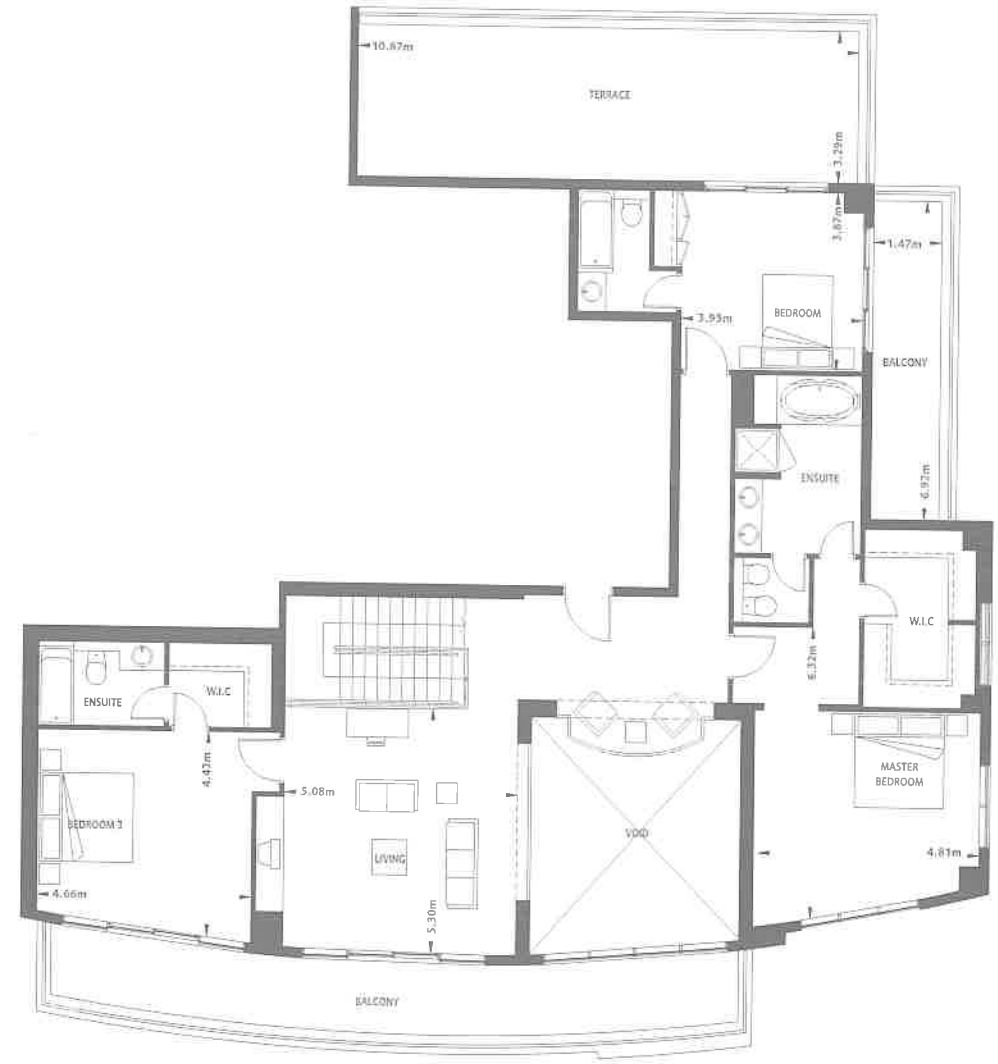 10.87m
TERRACE
3.29m
3.87m
1.47m
3.95m
BEDROOM
BALCONY
6.92m
ENSUITE
W.I.C
6.32m
ENSUITE
W.I.C
4.42m
5.08m
MASTER
BEDROOM
BEDROOM 3
VOID
LIVING
4.81m
4.66m
5.30m
BALCONY